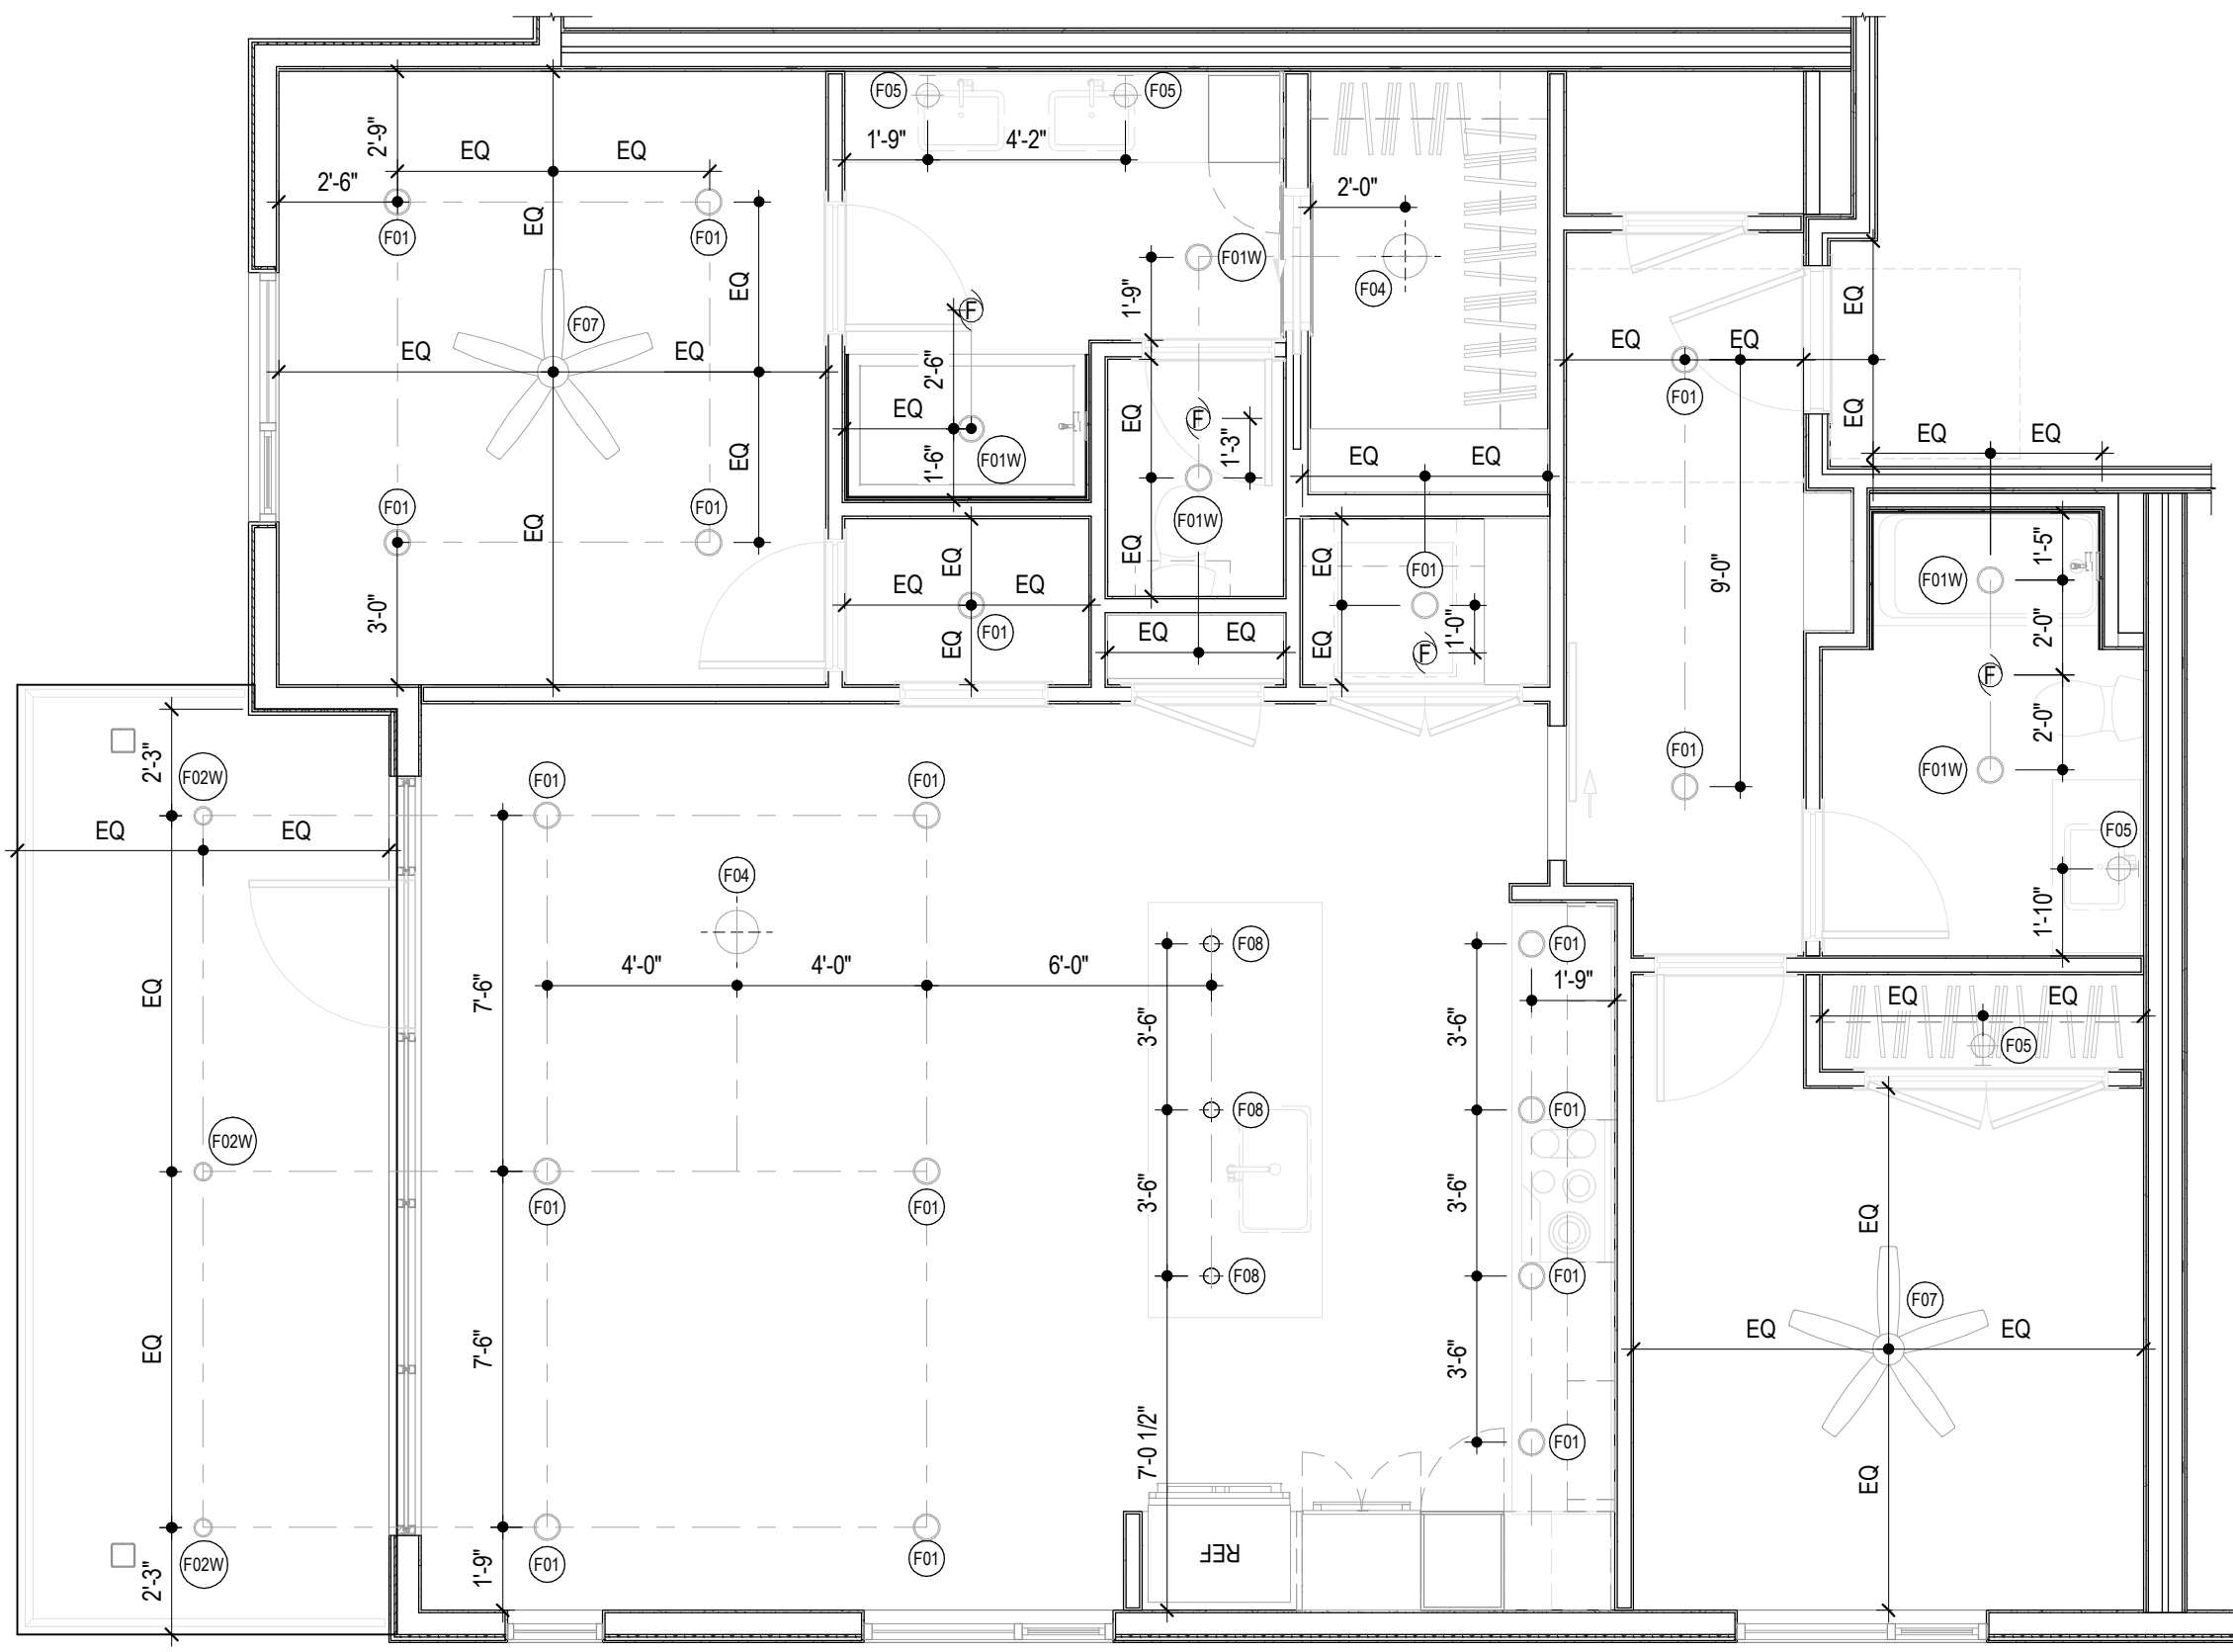 F05
F05
2'-9"
EQ
EQ
1'-9"
4'-2"
2'-6"
2'-0"
EQ
F01
F01
F01W
F04
EQ
EQ
1'-9"
F
F07
EQ
EQ
EQ
EQ
2'-6"
F01
EQ
F
EQ
EQ
EQ
EQ
EQ
1'-3"
EQ
EQ
EQ
1'-6"
F01W
F01
F01
EQ
F01W
1'-5"
EQ
EQ
EQ
F01
F01W
EQ
EQ
9'-0"
3'-0"
F01
EQ
EQ
1'-0"
2'-0"
EQ
EQ
EQ
F
F
2'-3"
F02W
F01
F01
F01
2'-0"
F01W
EQ
EQ
F05
F04
1'-10"
F08
F01
4'-0"
4'-0"
6'-0"
1'-9"
EQ
7'-6"
EQ
EQ
3'-6"
3'-6"
F05
F08
F01
F02W
3'-6"
3'-6"
F01
F01
EQ
F08
F01
F07
EQ
7'-6"
3'-6"
EQ
EQ
7'-0 1/2"
F01
EQ
REF
F02W
F01
F01
2'-3"
1'-9"